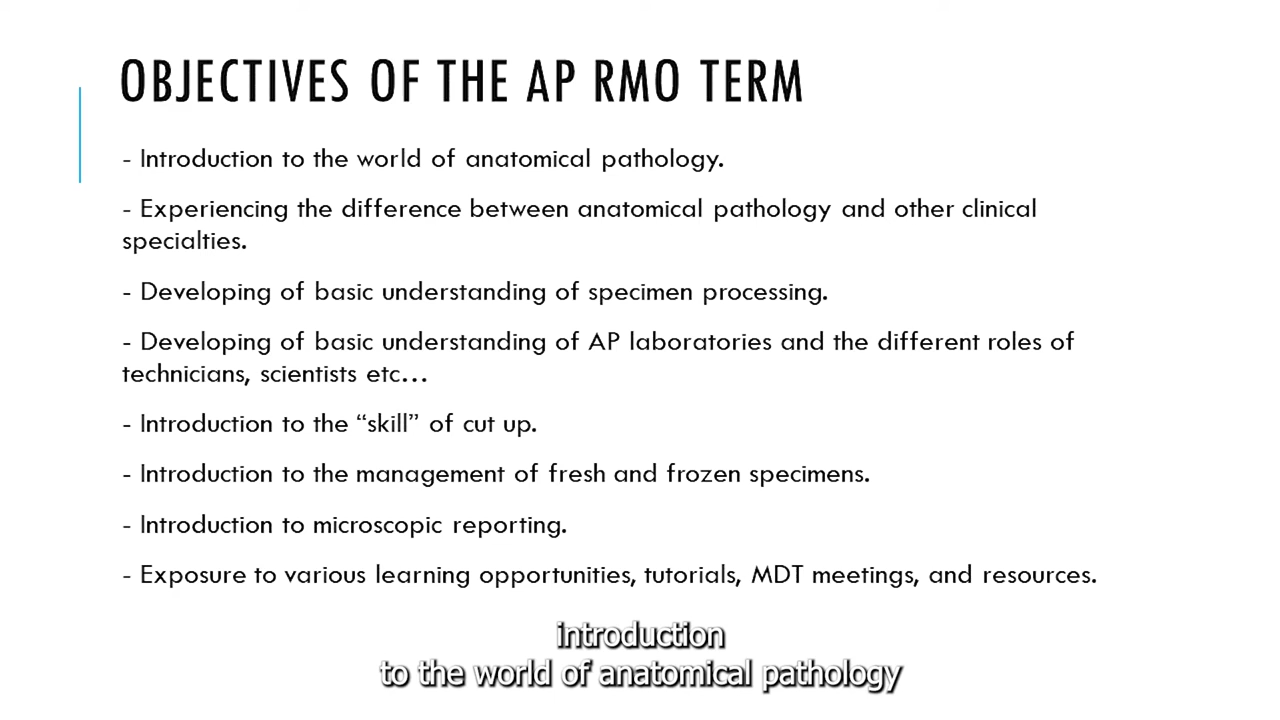 OBJECTIVES OF THE AP RMO TERM
- Introduction to the world of anatomical pathology.
- Experiencing the difference between anatomical pathology and other clinical
specialties.
- Developing of basic understanding of specimen processing.
- Developing of basic understanding of AP laboratories and the different roles of
technicians, scientists etc…
- Introduction to the “skill” of cut up.
- Introduction to the management of fresh and frozen specimens.
- Introduction to microscopic reporting.
- Exposure to various learning opportunities, tutorials, MDT meetings, and resources.
introduction
to the world of anatomical pathology